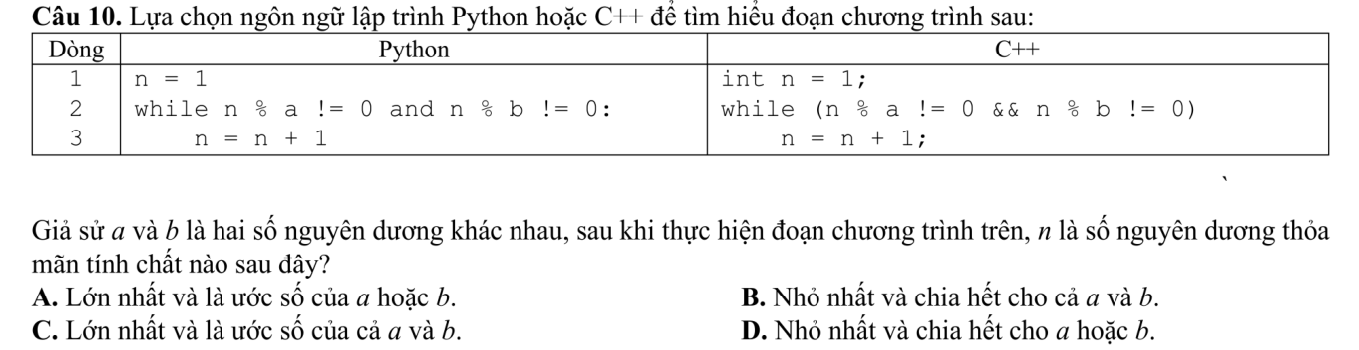 Câu 10. Lựa chọn ngôn ngữ lập trình Python hoặc C++ để tìm hiểu đoạn chương trình sau:
Dòng Python C++
1 n = 1 int n = 1;
2 while n % a != 0 and n % b != 0: while (n % a != 0 && n % b != 0)
3 n = n + 1 n = n + 1;
Giả sử a và b là hai số nguyên dương khác nhau, sau khi thực hiện đoạn chương trình trên, n là số nguyên dương thỏa
mãn tính chất nào sau đây?
A. Lớn nhất và là ước số của a hoặc b. B. Nhỏ nhất và chia hết cho cả a và b.
C. Lớn nhất và là ước số của cả a và b. D. Nhỏ nhất và chia hết cho a hoặc b.